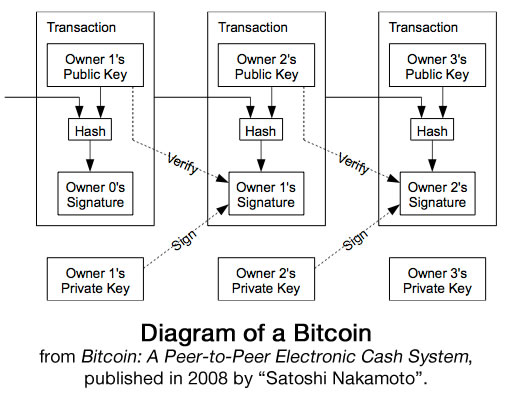 Transaction
Owner 1's
Public Key
Hash
Owner 0's
Signature
Transaction
Owner 2's
Public Key
Hash
Verify
Owner 1's
Signature
Sign
Transaction
Owner 3's
Public Key
Hash
Verify
Owner 2's
Signature
Sign
Owner 1's
Private Key
Owner 2's
Private Key
Owner 3's
Private Key
Diagram of a Bitcoin
from Bitcoin: A Peer-to-Peer Electronic Cash System,
published in 2008 by “Satoshi Nakamoto”.